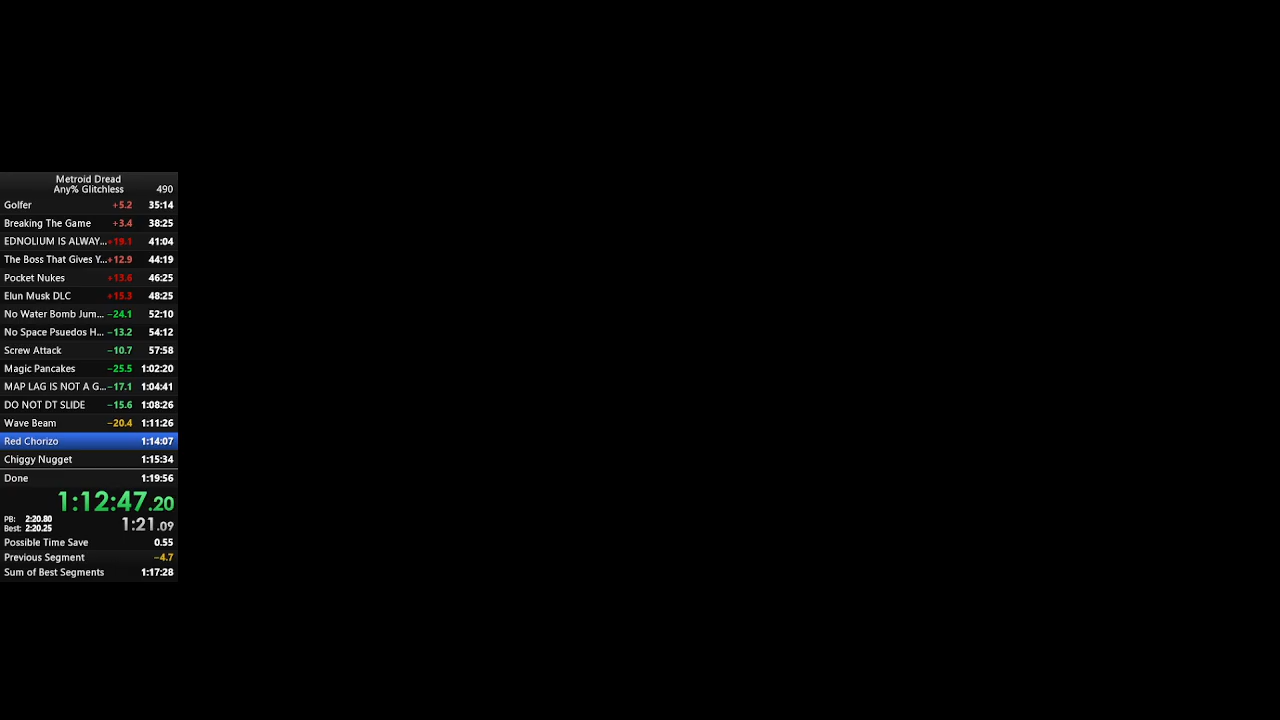 Metroid Dread
Any% Glitchless 490
Golfer +5.2 35:14
Breaking The Game +3.4 38:25
EDNOLIUM IS ALWAY... +19.1 41:04
The Boss That Gives Y... +12.9 44:19
Pocket Nukes +13.6 46:25
Elun Musk DLC +15.3 48:25
No Water Bomb Jum... −24.1 52:10
No Space Psuedos H... −13.2 54:12
Screw Attack −10.7 57:58
Magic Pancakes −25.5 1:02:20
MAP LAG IS NOT A G... −17.1 1:04:41
DO NOT DT SLIDE −15.6 1:08:26
Wave Beam −20.4 1:11:26
Red Chorizo 1:14:07
Chiggy Nugget 1:15:34
Done 1:19:56
1:12:47.20
PB: 2:20.80
Best: 2:20.25
1:21.09
Possible Time Save 0.55
Previous Segment −4.7
Sum of Best Segments 1:17:28